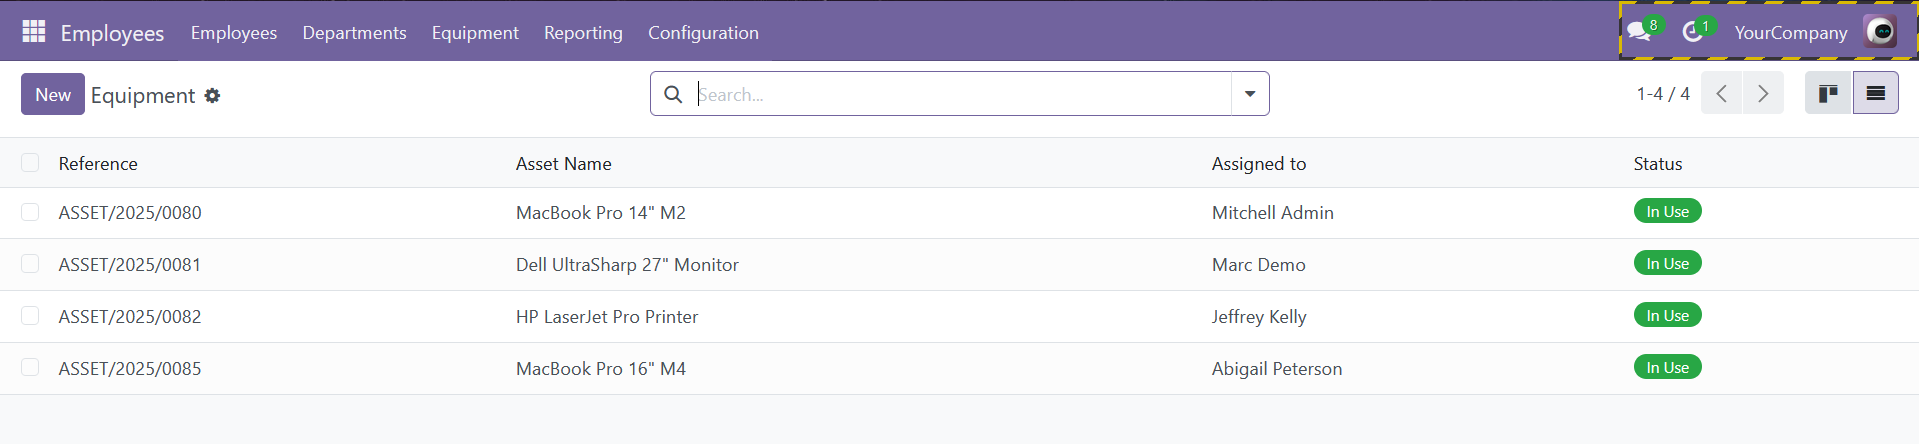 Employees Employees Departments Equipment Reporting Configuration 8 1 YourCompany
New Equipment Search... 1-4 / 4
Reference Asset Name Assigned to Status
ASSET/2025/0080 MacBook Pro 14" M2 Mitchell Admin In Use
ASSET/2025/0081 Dell UltraSharp 27" Monitor Marc Demo In Use
ASSET/2025/0082 HP LaserJet Pro Printer Jeffrey Kelly In Use
ASSET/2025/0085 MacBook Pro 16" M4 Abigail Peterson In Use